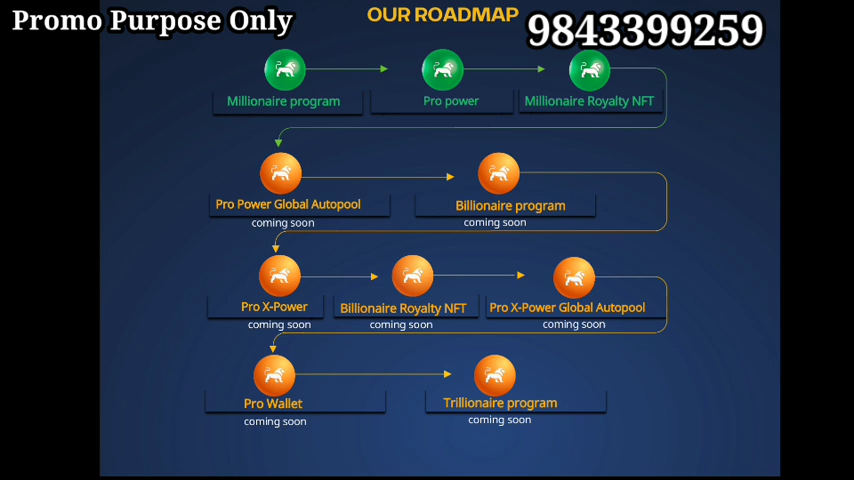 Promo Purpose Only
OUR ROADMAP
9843399259
Millionaire program
Pro power
Millionaire Royalty NFT
Pro Power Global Autopool
coming soon
Billionaire program
coming soon
Pro X-Power
coming soon
Billionaire Royalty NFT
coming soon
Pro X-Power Global Autopool
coming soon
Pro Wallet
coming soon
Trillionaire program
coming soon